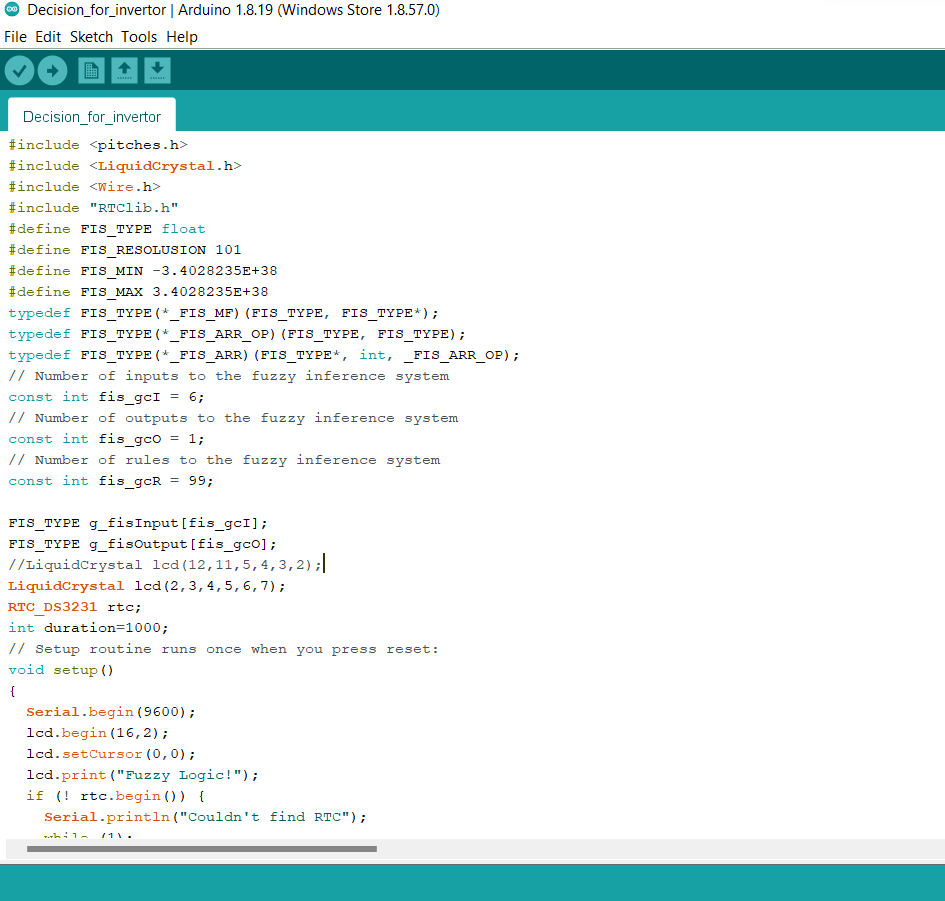 Decision_for_invertor | Arduino 1.8.19 (Windows Store 1.8.57.0)
File Edit Sketch Tools Help
Decision_for_invertor
#include <pitches.h>
#include <LiquidCrystal.h>
#include <Wire.h>
#include "RTClib.h"
#define FIS_TYPE float
#define FIS_RESOLUSION 101
#define FIS_MIN -3.4028235E+38
#define FIS_MAX 3.4028235E+38
typedef FIS_TYPE(*_FIS_MF)(FIS_TYPE, FIS_TYPE*);
typedef FIS_TYPE(*_FIS_ARR_OP)(FIS_TYPE, FIS_TYPE);
typedef FIS_TYPE(*_FIS_ARR)(FIS_TYPE*, int, _FIS_ARR_OP);
// Number of inputs to the fuzzy inference system
const int fis_gcI = 6;
// Number of outputs to the fuzzy inference system
const int fis_gcO = 1;
// Number of rules to the fuzzy inference system
const int fis_gcR = 99;
FIS_TYPE g_fisInput[fis_gcI];
FIS_TYPE g_fisOutput[fis_gcO];
//LiquidCrystal lcd(12,11,5,4,3,2);
LiquidCrystal lcd(2,3,4,5,6,7);
RTC_DS3231 rtc;
int duration=1000;
// Setup routine runs once when you press reset:
void setup()
{
Serial.begin(9600);
lcd.begin(16,2);
lcd.setCursor(0,0);
lcd.print("Fuzzy Logic!");
if (! rtc.begin()) {
Serial.println("Couldn't find RTC");
while (1);